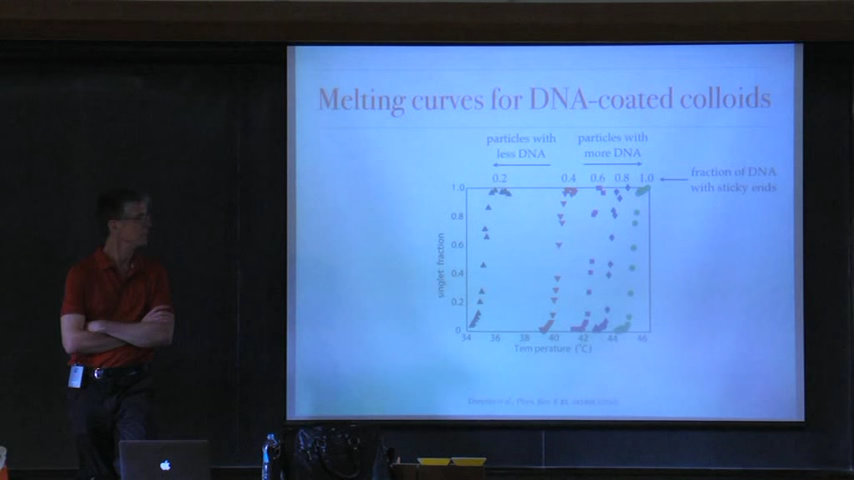 Melting curves for DNA-coated colloids
particles with
less DNA
particles with
more DNA
0.2 0.4 0.6 0.8 1.0
fraction of DNA
with sticky ends
1.0
0.8
0.6
0.4
0.2
0
singlet fraction
34 36 38 40 42 44 46
Temperature (°C)